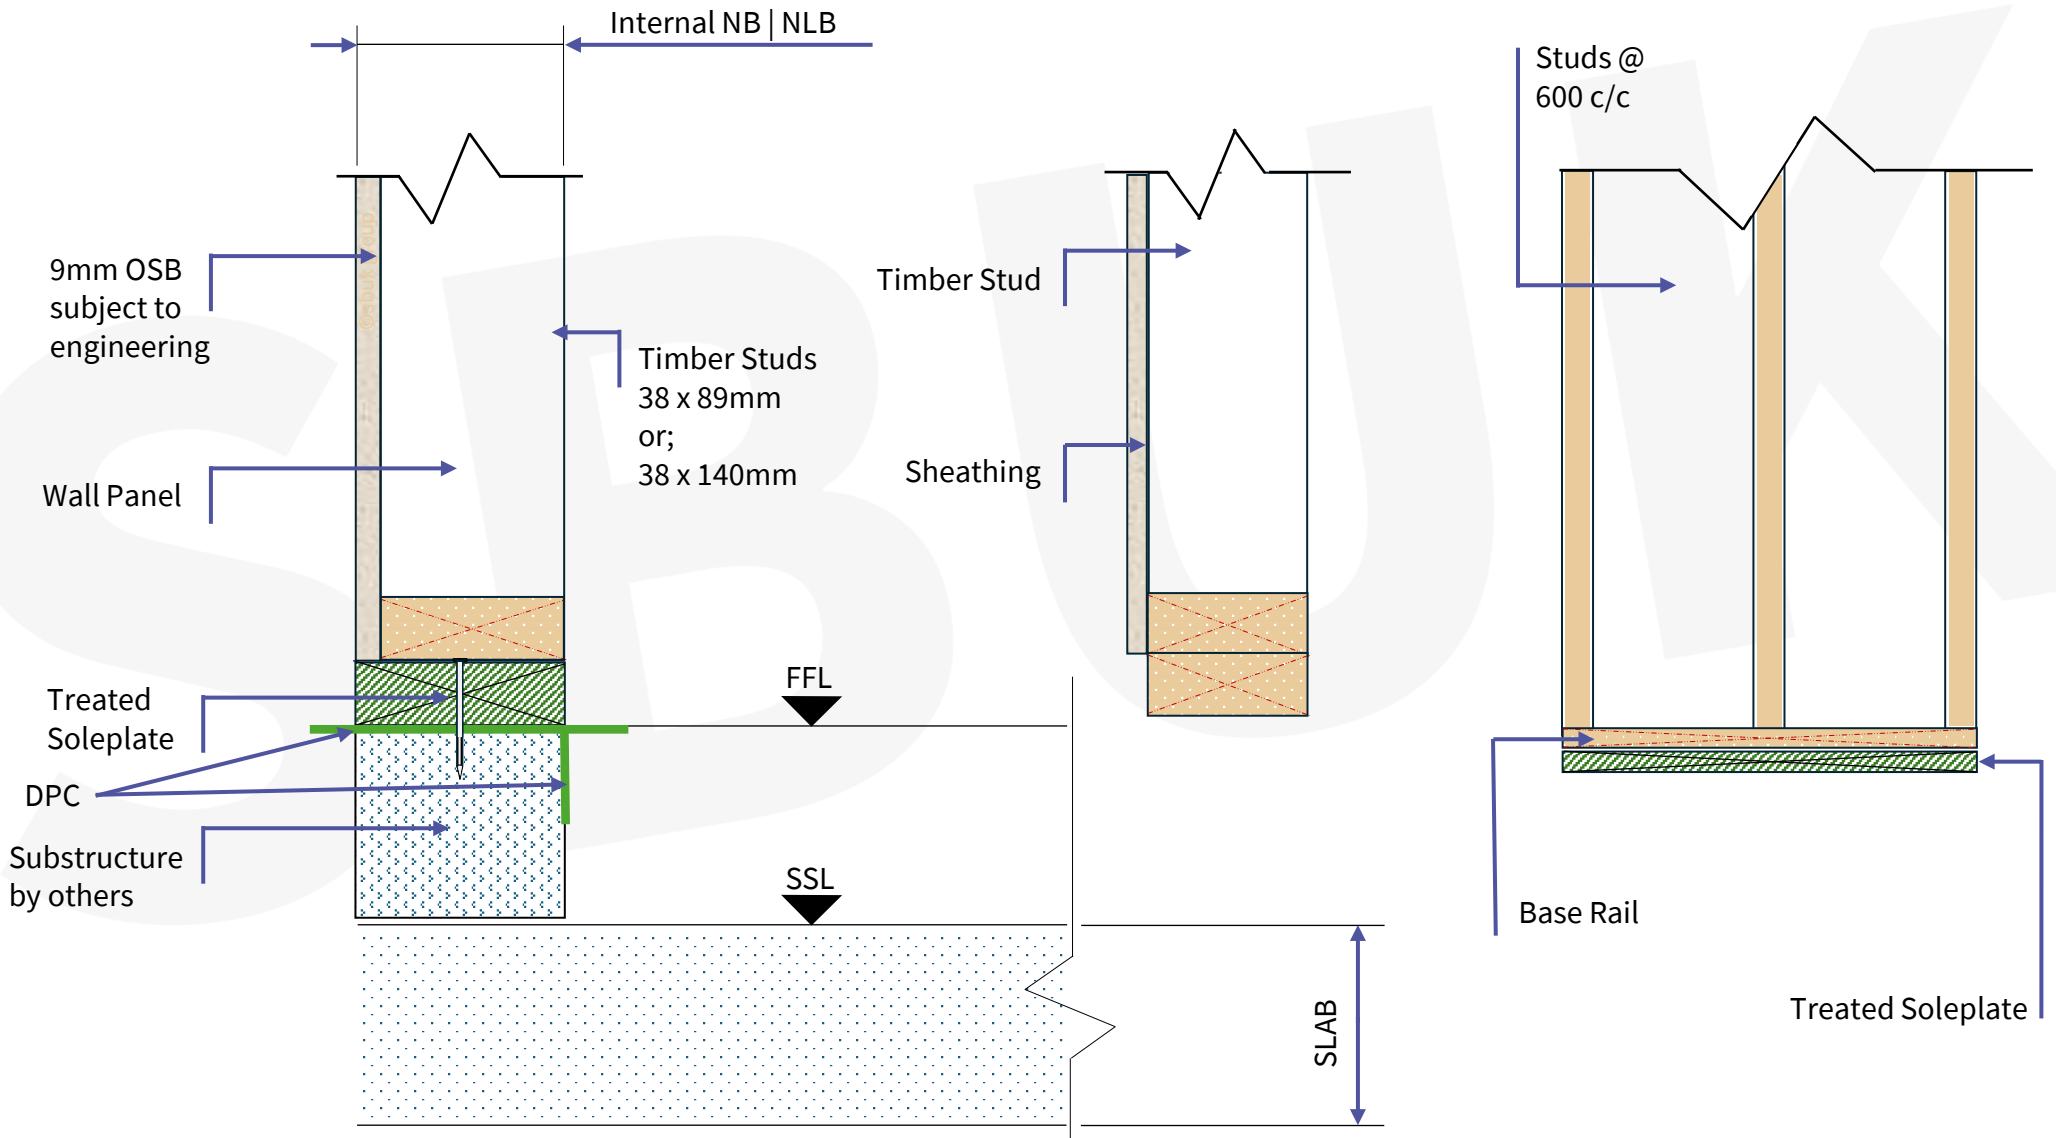 Internal NB | NLB
9mm OSB
subject to
engineering
Timber Studs
38 x 89mm
or;
38 x 140mm
Wall Panel
Treated
Soleplate
DPC
Substructure
by others
FFL
SSL
SLAB
Timber Stud
Sheathing
Studs @
600 c/c
Base Rail
Treated Soleplate
SBUK